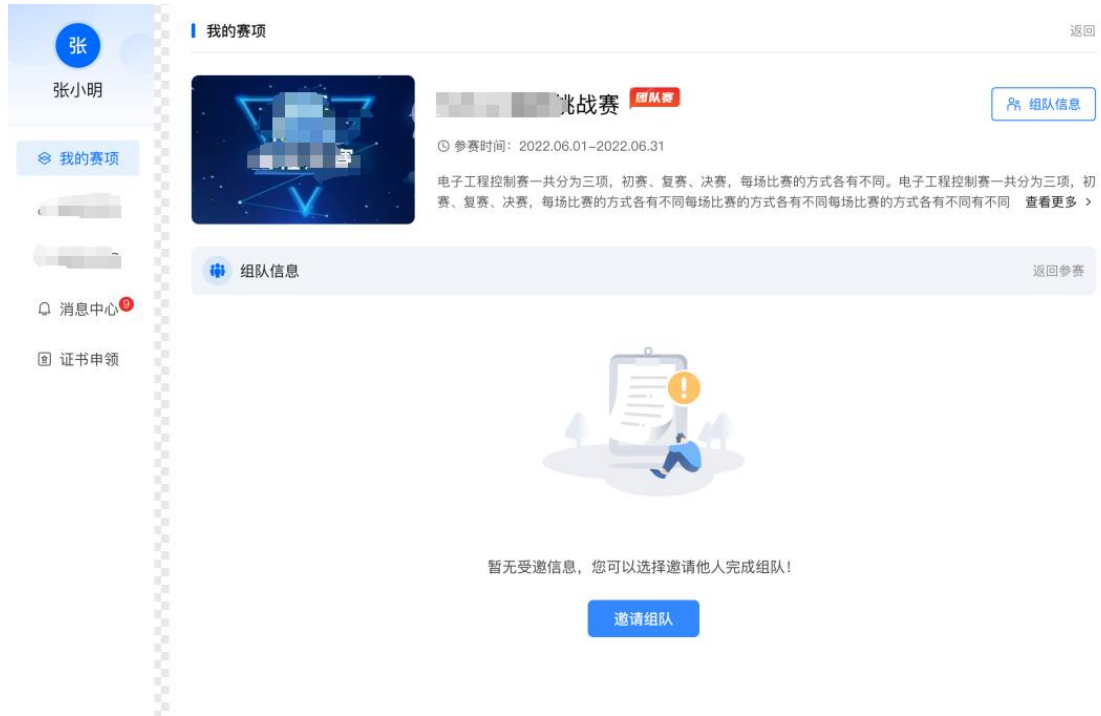 张
张小明
我的赛项
消息中心 9
证书申领
我的赛项
返回
挑战赛 团队赛
组队信息
参赛时间：2022.06.01-2022.06.31
电子工程控制赛一共分为三项，初赛、复赛、决赛，每场比赛的方式各有不同。电子工程控制赛一共分为三项，初
赛、复赛、决赛，每场比赛的方式各有不同每场比赛的方式各有不同每场比赛的方式各有不同有不同 查看更多 >
组队信息
返回参赛
暂无受邀信息，您可以选择邀请他人完成组队！
邀请组队